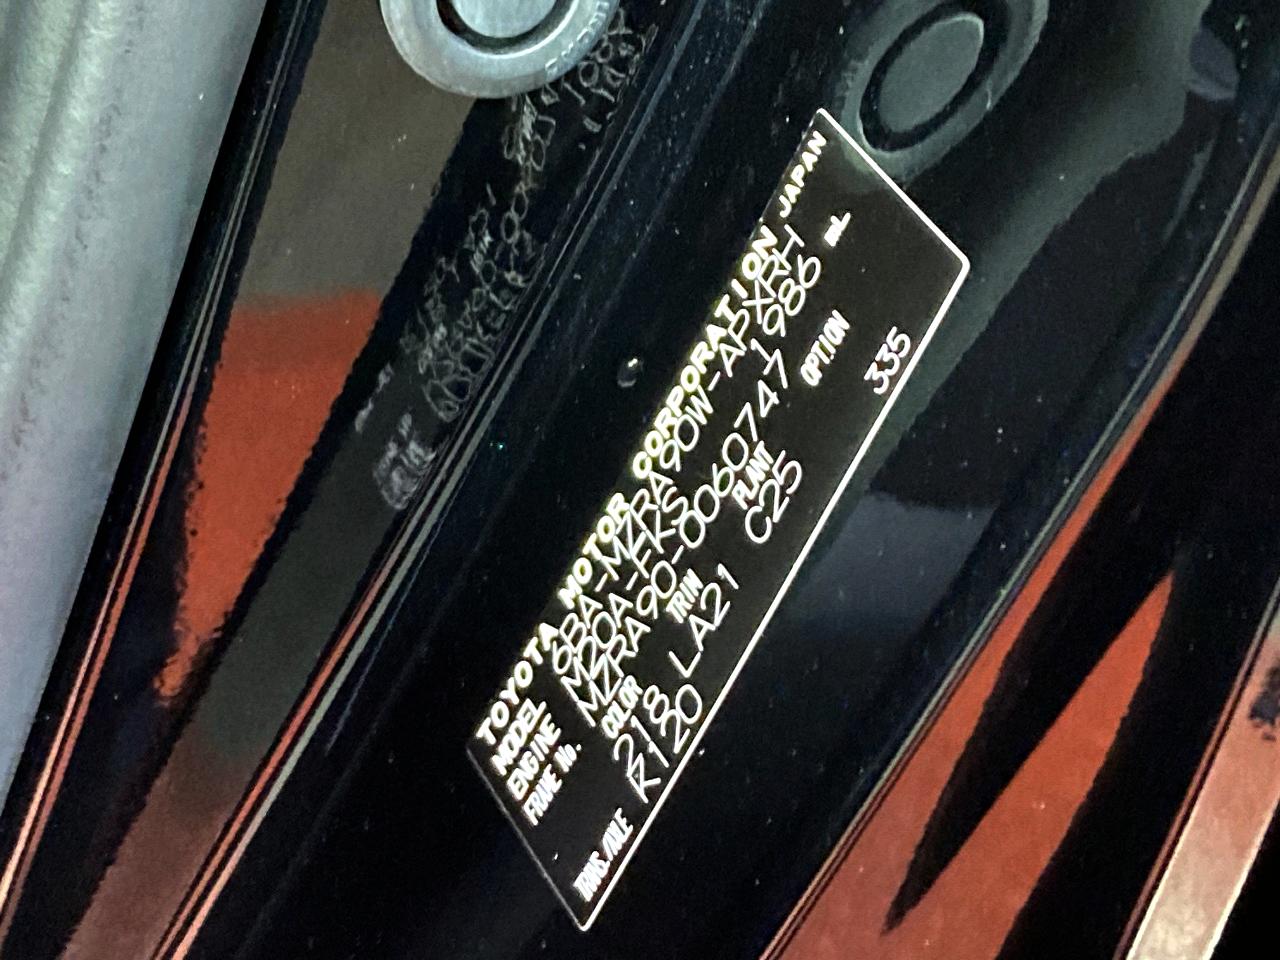 TOYOTA MOTOR CORPORATION JAPAN
MODEL 6BA-MZRA90W-APXRH
ENGINE M20A-FKS 1986 mL
FRAME No. MZRA90-0060747
COLOR TRIM PLANT OPTION
218 LA21 C25 335
TRANS./AXLE K120